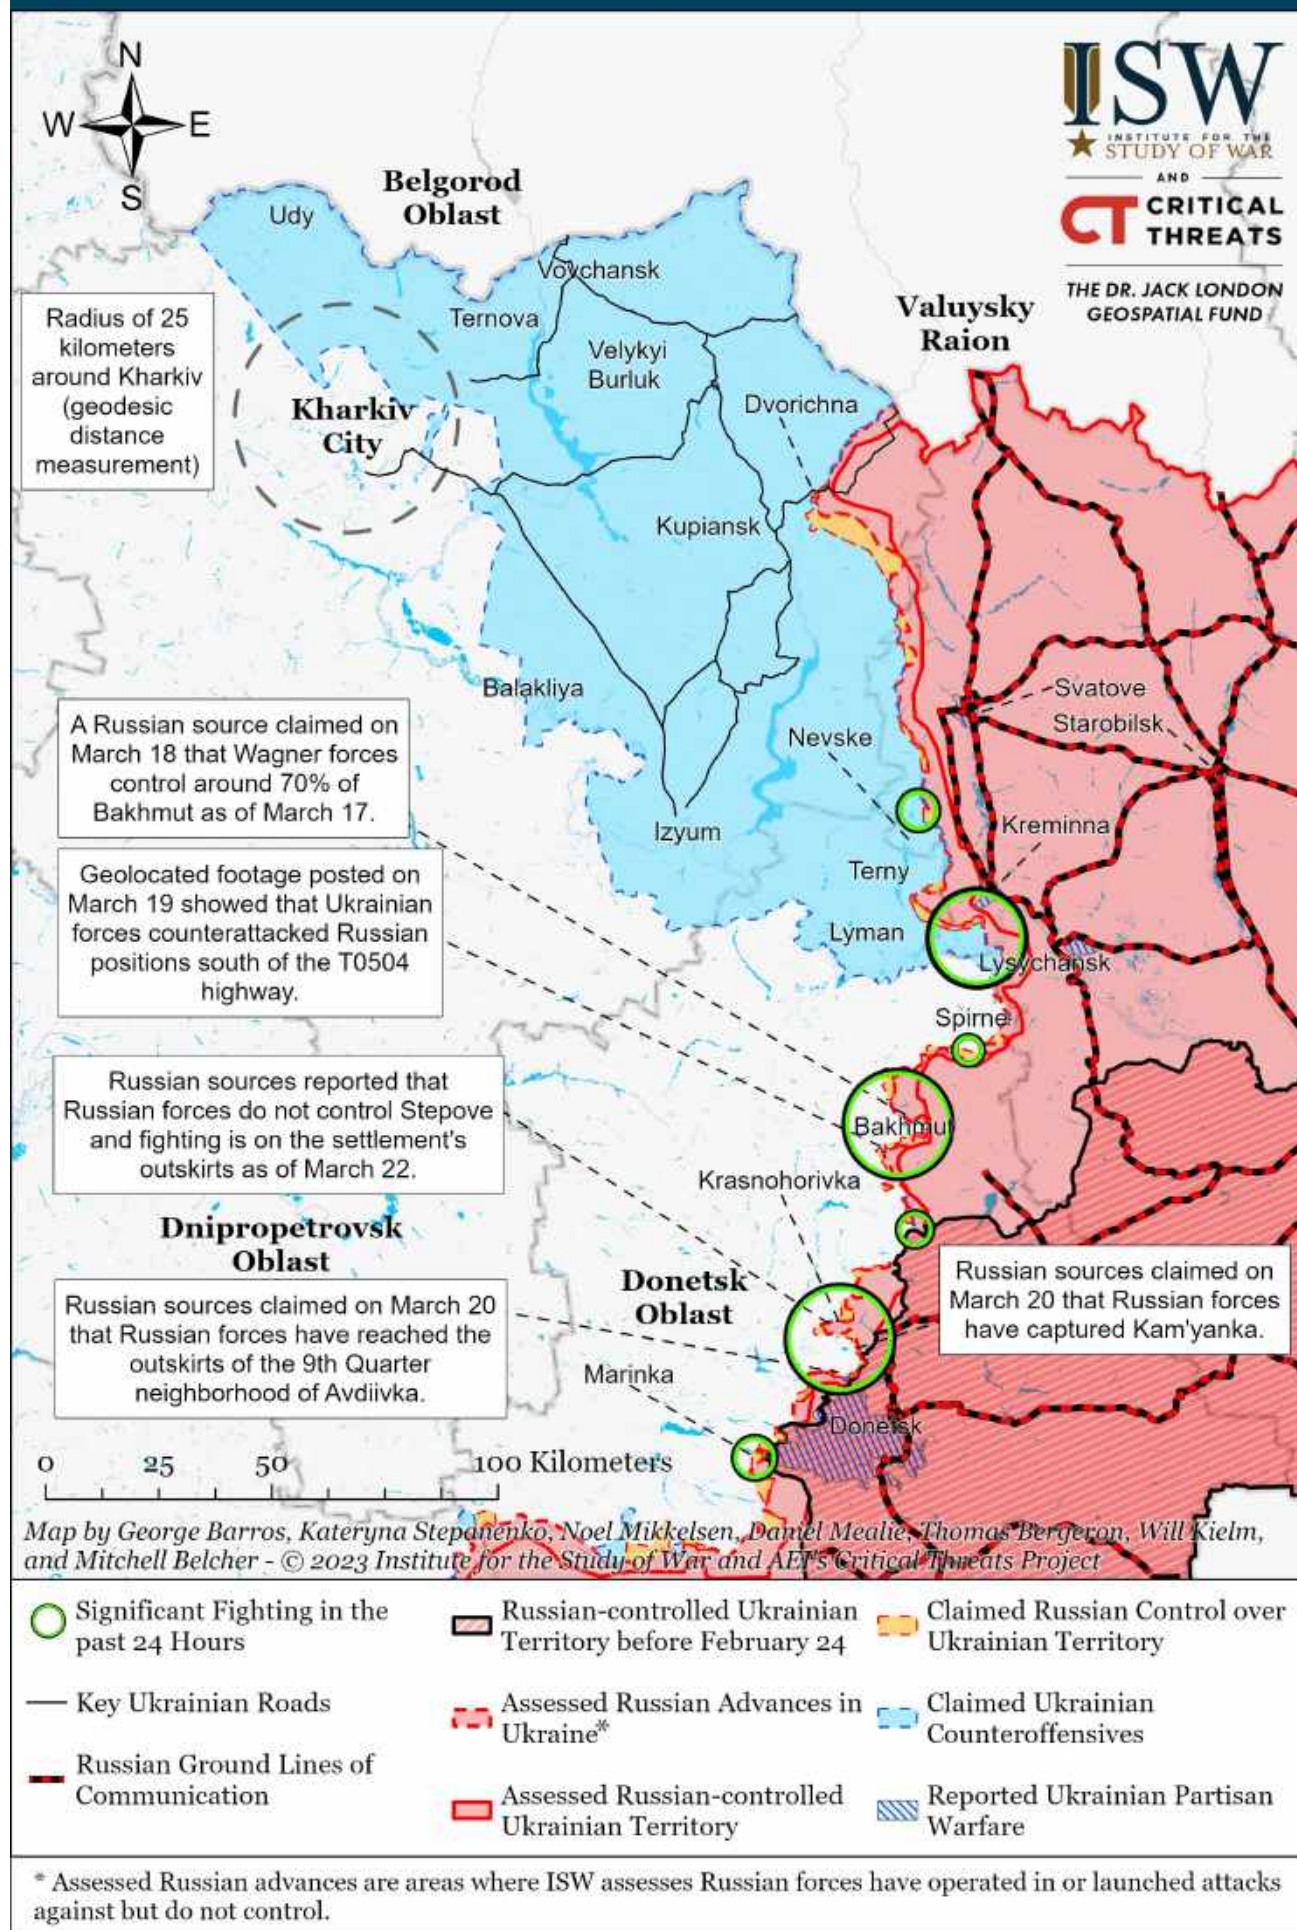 N
W E
S
ISW
INSTITUTE FOR THE
STUDY OF WAR
AND
CT CRITICAL
THREATS
THE DR. JACK LONDON
GEOSPATIAL FUND
Belgorod
Oblast
Udy
Vovchansk
Ternova
Valuysky
Raion
Radius of 25
kilometers
around Kharkiv
(geodesic
distance
measurement)
Velykyi
Burluk
Kharkiv
City
Dvorichna
Kupiansk
Balakliya
Svatove
Starobilsk
A Russian source claimed on
March 18 that Wagner forces
control around 70% of
Bakhmut as of March 17.
Nevske
Izyum
Kreminna
Terny
Geolocated footage posted on
March 19 showed that Ukrainian
forces counterattacked Russian
positions south of the T0504
highway.
Lyman
Lysychansk
Spirne
Russian sources reported that
Russian forces do not control Stepove
and fighting is on the settlement's
outskirts as of March 22.
Bakhmut
Krasnohorivka
Dnipropetrovsk
Oblast
Donetsk
Oblast
Russian sources claimed on
March 20 that Russian forces
have captured Kam'yanka.
Russian sources claimed on March 20
that Russian forces have reached the
outskirts of the 9th Quarter
neighborhood of Avdiivka.
Marinka
Donetsk
0 25 50 100 Kilometers
Map by George Barros, Kateryna Stepanenko, Noel Mikkelsen, Daniel Mealie, Thomas Bergeron, Will Kielm,
and Mitchell Belcher - © 2023 Institute for the Study of War and AEI's Critical Threats Project
Significant Fighting in the
past 24 Hours
Key Ukrainian Roads
Russian Ground Lines of
Communication
Russian-controlled Ukrainian
Territory before February 24
Assessed Russian Advances in
Ukraine*
Assessed Russian-controlled
Ukrainian Territory
Claimed Russian Control over
Ukrainian Territory
Claimed Ukrainian
Counteroffensives
Reported Ukrainian Partisan
Warfare
* Assessed Russian advances are areas where ISW assesses Russian forces have operated in or launched attacks
against but do not control.